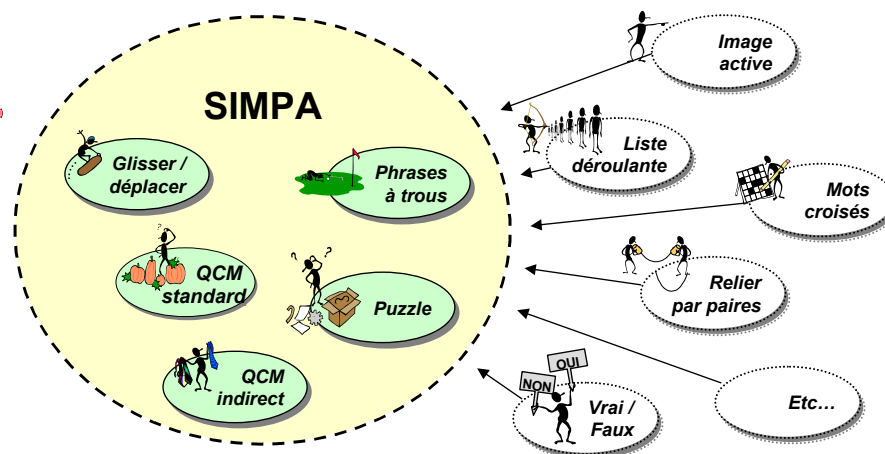 SIMPA
Glisser /
déplacer
Phrases
à trous
QCM
standard
Puzzle
QCM
indirect
Image
active
Liste
déroulante
Mots
croisés
Relier
par paires
OUI
NON
Vrai /
Faux
Etc…
?
?
?